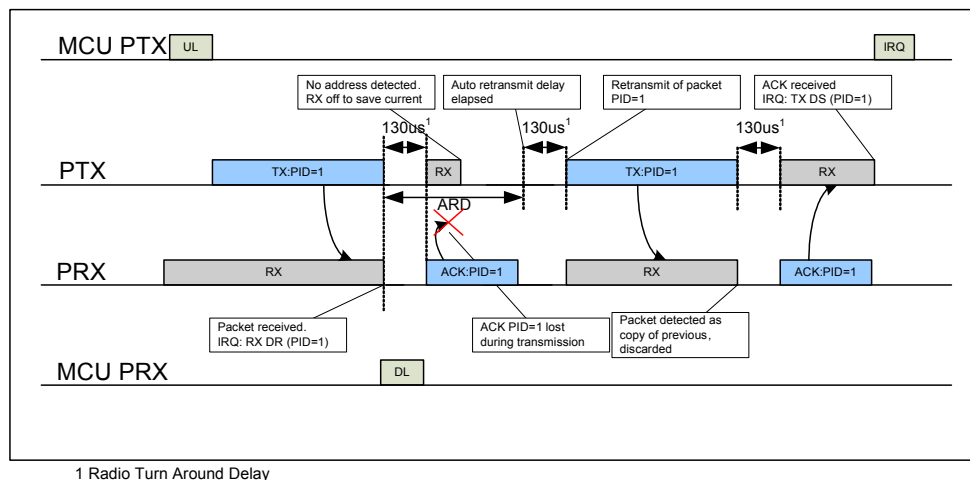 MCU PTX
UL
IRQ
No address detected.
RX off to save current
Auto retransmit delay
elapsed
Retransmit of packet
PID=1
ACK received
IRQ: TX DS (PID=1)
130us1
130us1
130us1
PTX
TX:PID=1
RX
TX:PID=1
RX
ARD
PRX
RX
ACK:PID=1
RX
ACK:PID=1
Packet received.
IRQ: RX DR (PID=1)
ACK PID=1 lost
during transmission
Packet detected as
copy of previous,
discarded
MCU PRX
DL
1 Radio Turn Around Delay